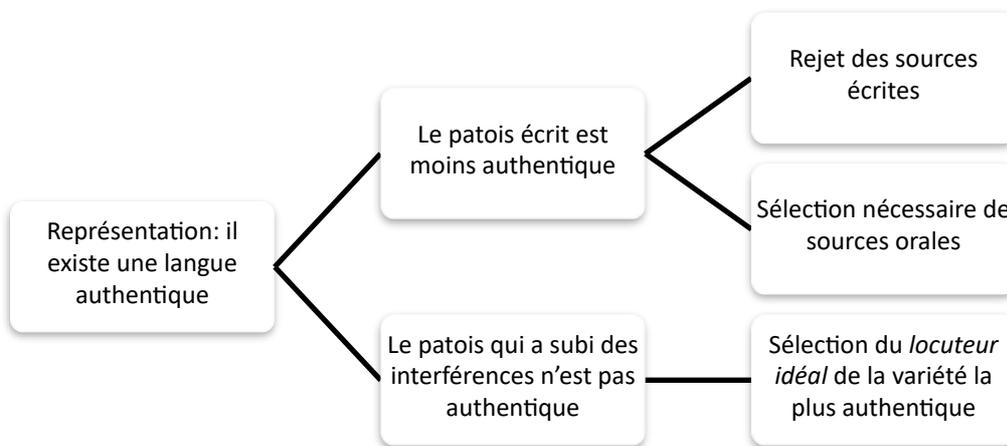 Représentation: il
existe une langue
authentique
Le patois écrit est
moins authentique
Rejet des sources
écrites
Sélection nécessaire de
sources orales
Le patois qui a subi des
interférences n’est pas
authentique
Sélection du locuteur
idéal de la variété la
plus authentique